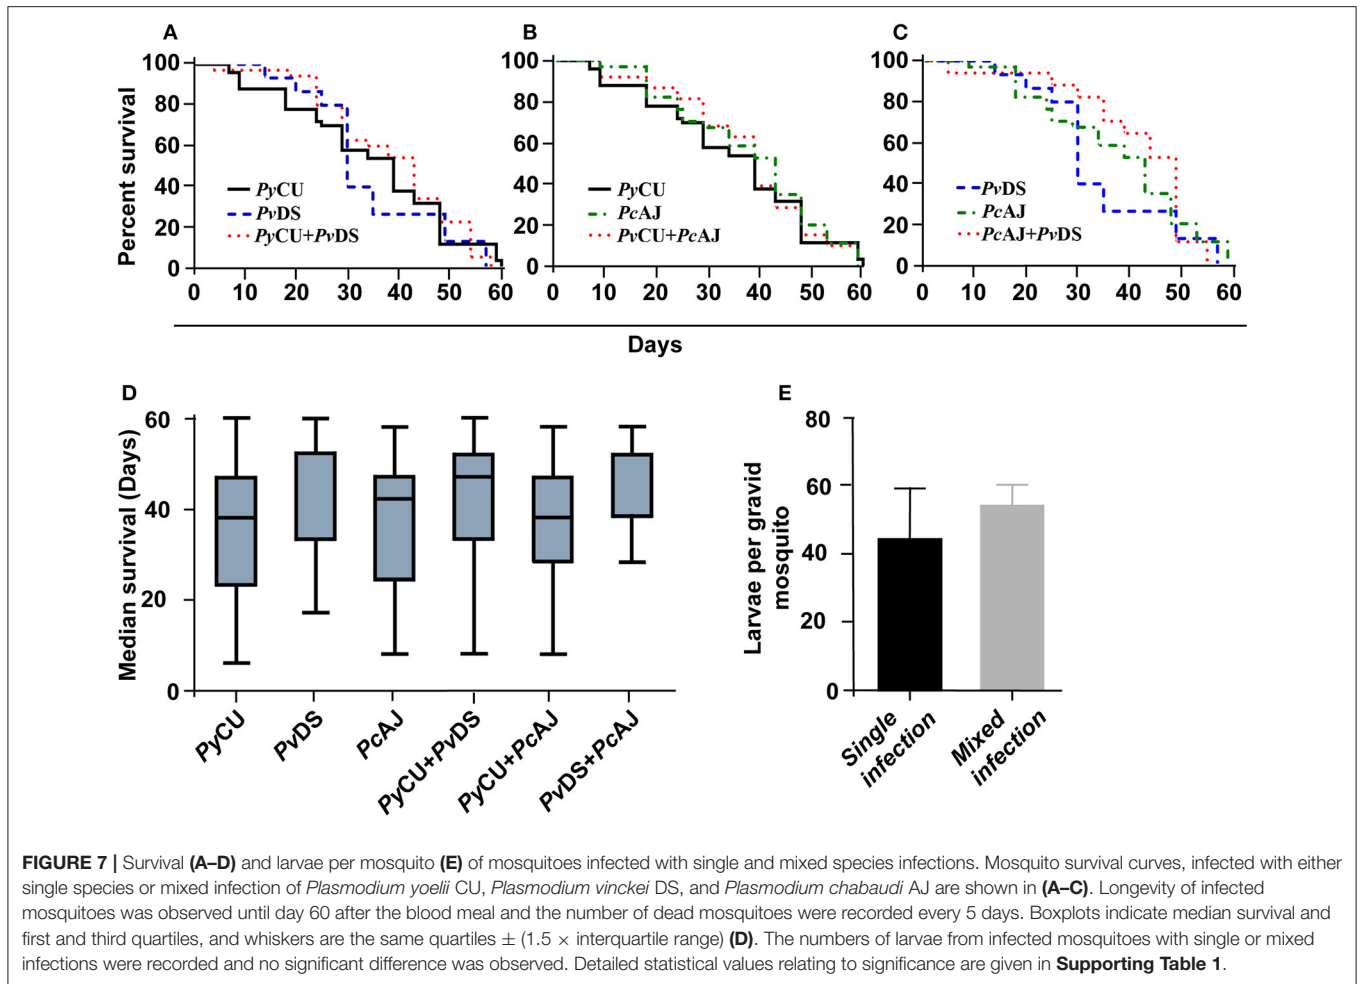 A
B
C
Percent survival
100
80
60
40
20
0
PyCU
PvDS
PyCU+PvDS
0 10 20 30 40 50 60
100
80
60
40
20
0
PyCU
PcAJ
PvCU+PcAJ
0 10 20 30 40 50 60
100
80
60
40
20
0
PvDS
PcAJ
PcAJ+PvDS
0 10 20 30 40 50 60
Days
D
Median survival (Days)
60
40
20
0
PyCU
PvDS
PcAJ
PyCU+PvDS
PyCU+PcAJ
PvDS+PcAJ
E
Larvae per gravid
mosquito
80
60
40
20
0
Single
infection
Mixed
infection
FIGURE 7 | Survival (A–D) and larvae per mosquito (E) of mosquitoes infected with single and mixed species infections. Mosquito survival curves, infected with either
single species or mixed infection of Plasmodium yoelii CU, Plasmodium vinckei DS, and Plasmodium chabaudi AJ are shown in (A–C). Longevity of infected
mosquitoes was observed until day 60 after the blood meal and the number of dead mosquitoes were recorded every 5 days. Boxplots indicate median survival and
first and third quartiles, and whiskers are the same quartiles ± (1.5 × interquartile range) (D). The numbers of larvae from infected mosquitoes with single or mixed
infections were recorded and no significant difference was observed. Detailed statistical values relating to significance are given in Supporting Table 1.